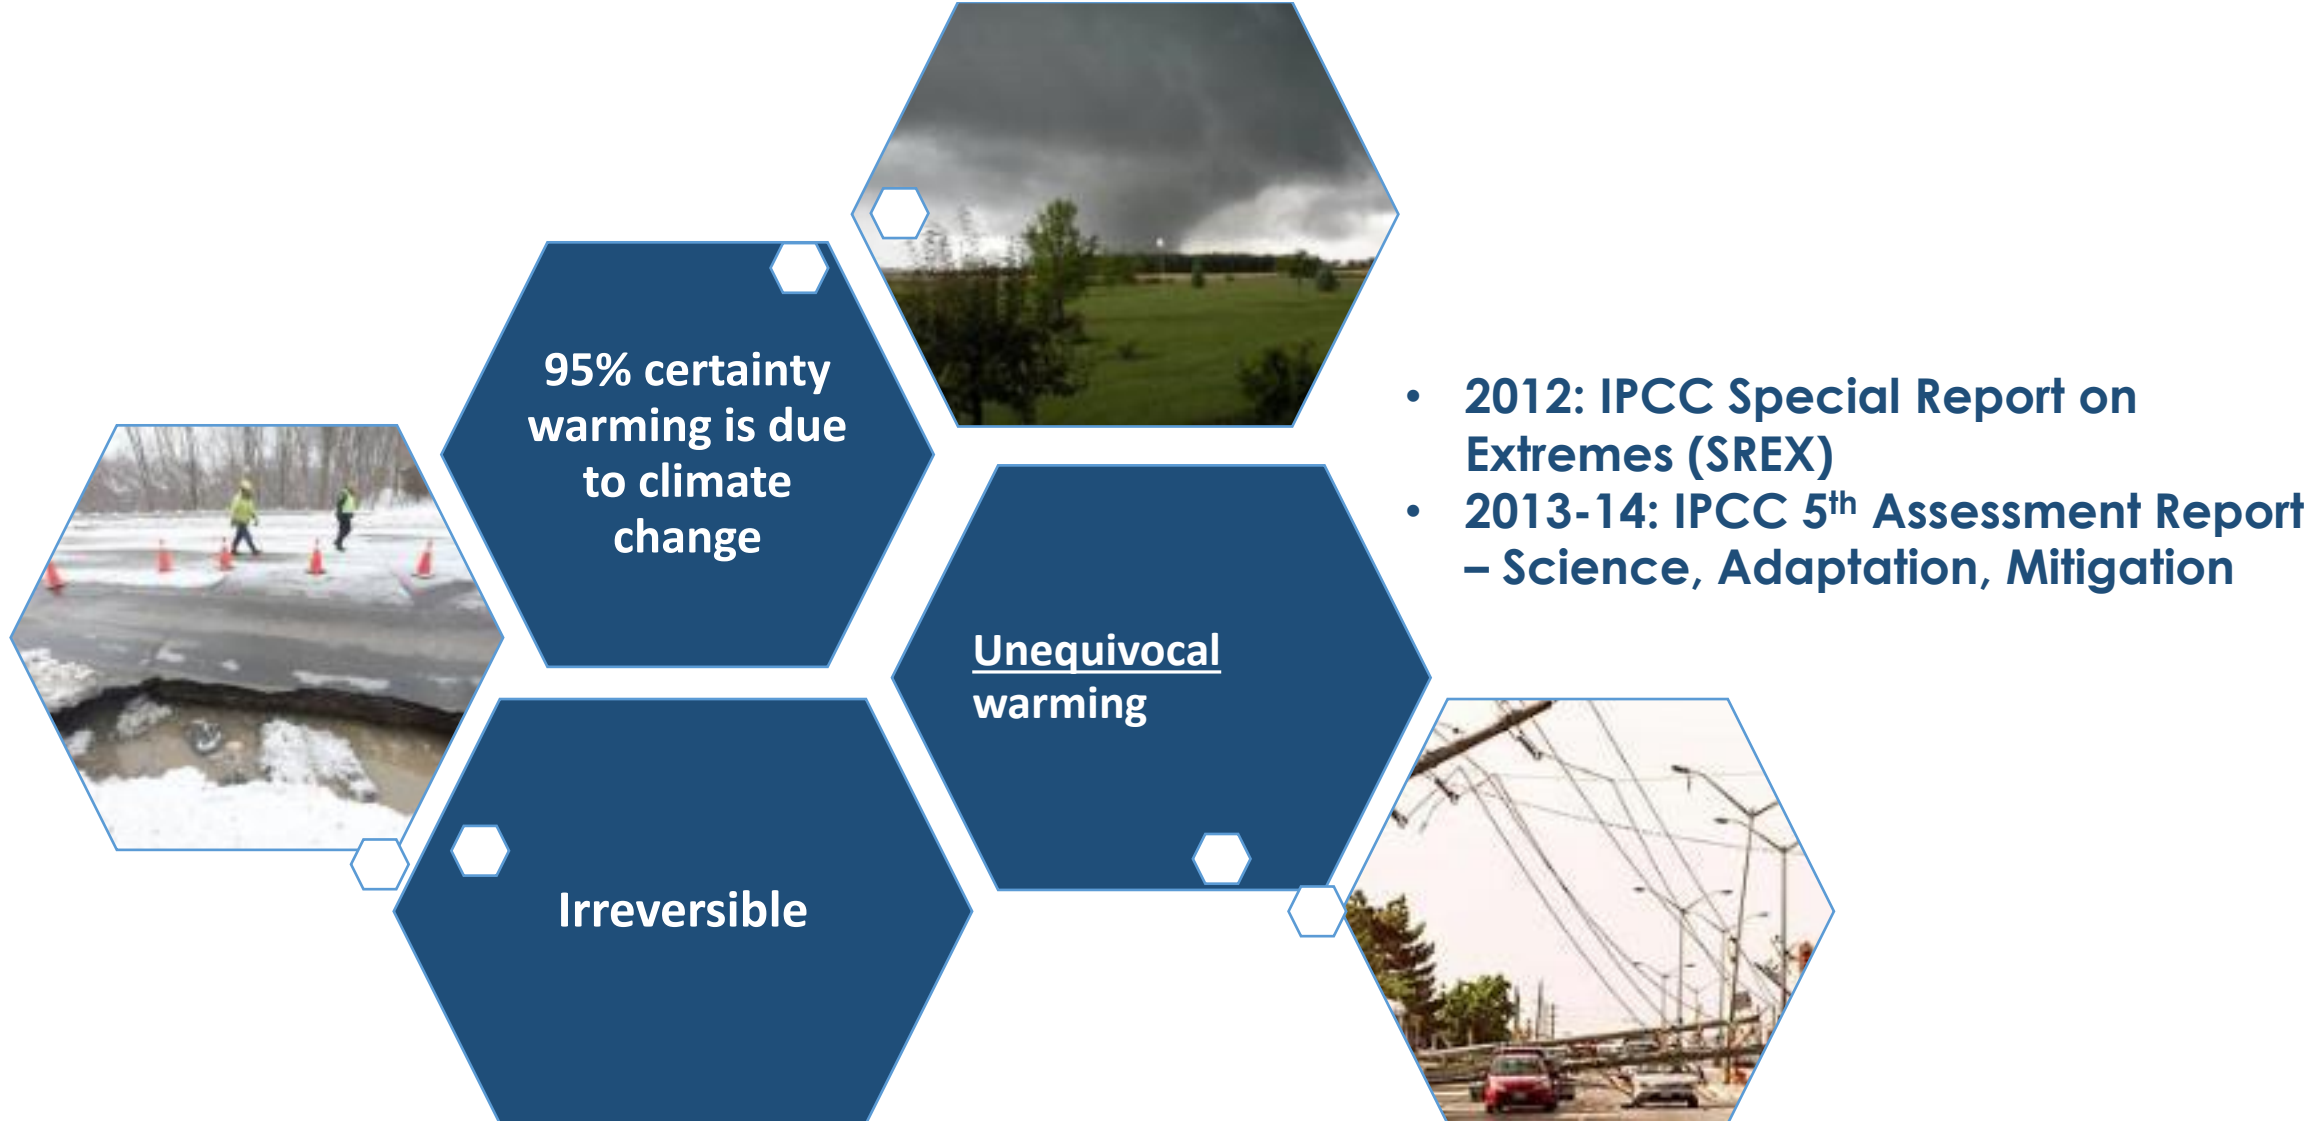 95% certainty
warming is due
to climate
change
Unequivocal
warming
Irreversible
• 2012: IPCC Special Report on
Extremes (SREX)
• 2013-14: IPCC 5th Assessment Report
– Science, Adaptation, Mitigation